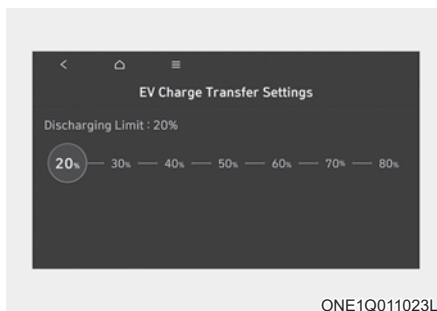 EV Charge Transfer Settings
Discharging Limit : 20%
20% 30% 40% 50% 60% 70% 80%
ONE1Q011023L